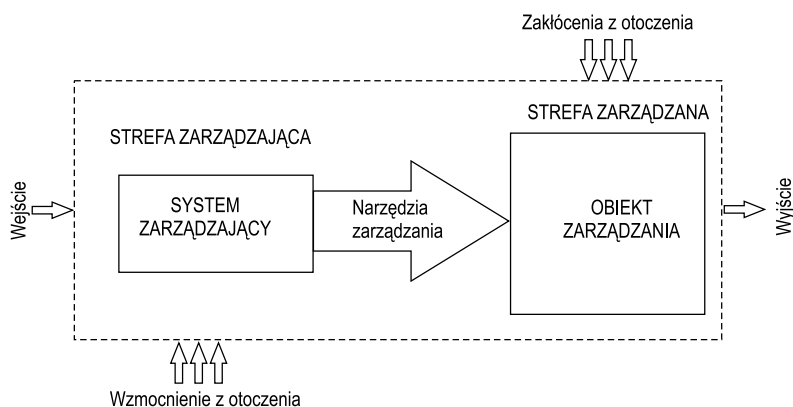 Zakłócenia z otoczenia
STREFA ZARZĄDZANA
STREFA ZARZĄDZAJĄCA
Wejście
SYSTEM
ZARZĄDZAJĄCY
Narzędzia
zarządzania
OBIEKT
ZARZĄDZANIA
Wyjście
Wzmocnienie z otoczenia